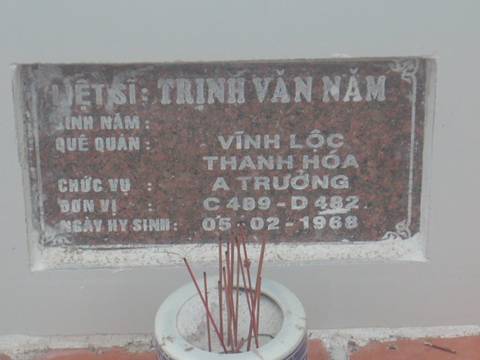 LIỆT SĨ : TRỊNH VĂN NĂM
SINH NĂM :
QUÊ QUÁN : VĨNH LỘC
THANH HÓA
CHỨC VỤ : A TRƯỞNG
ĐƠN VỊ : C 489 - D 482
NGÀY HY SINH : 05 - 02 - 1968